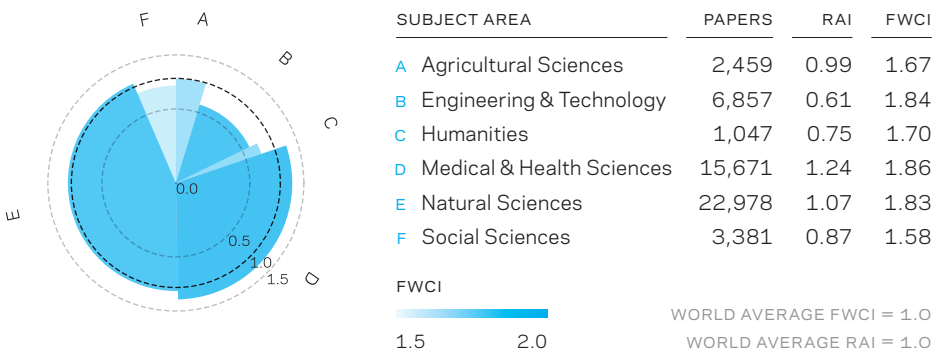 F A
B
C
E
D
0.0
0.5
1.0
1.5
SUBJECT AREA PAPERS RAI FWCI
A Agricultural Sciences 2,459 0.99 1.67
B Engineering & Technology 6,857 0.61 1.84
C Humanities 1,047 0.75 1.70
D Medical & Health Sciences 15,671 1.24 1.86
E Natural Sciences 22,978 1.07 1.83
F Social Sciences 3,381 0.87 1.58
FWCI
1.5 2.0
WORLD AVERAGE FWCI = 1.0
WORLD AVERAGE RAI = 1.0